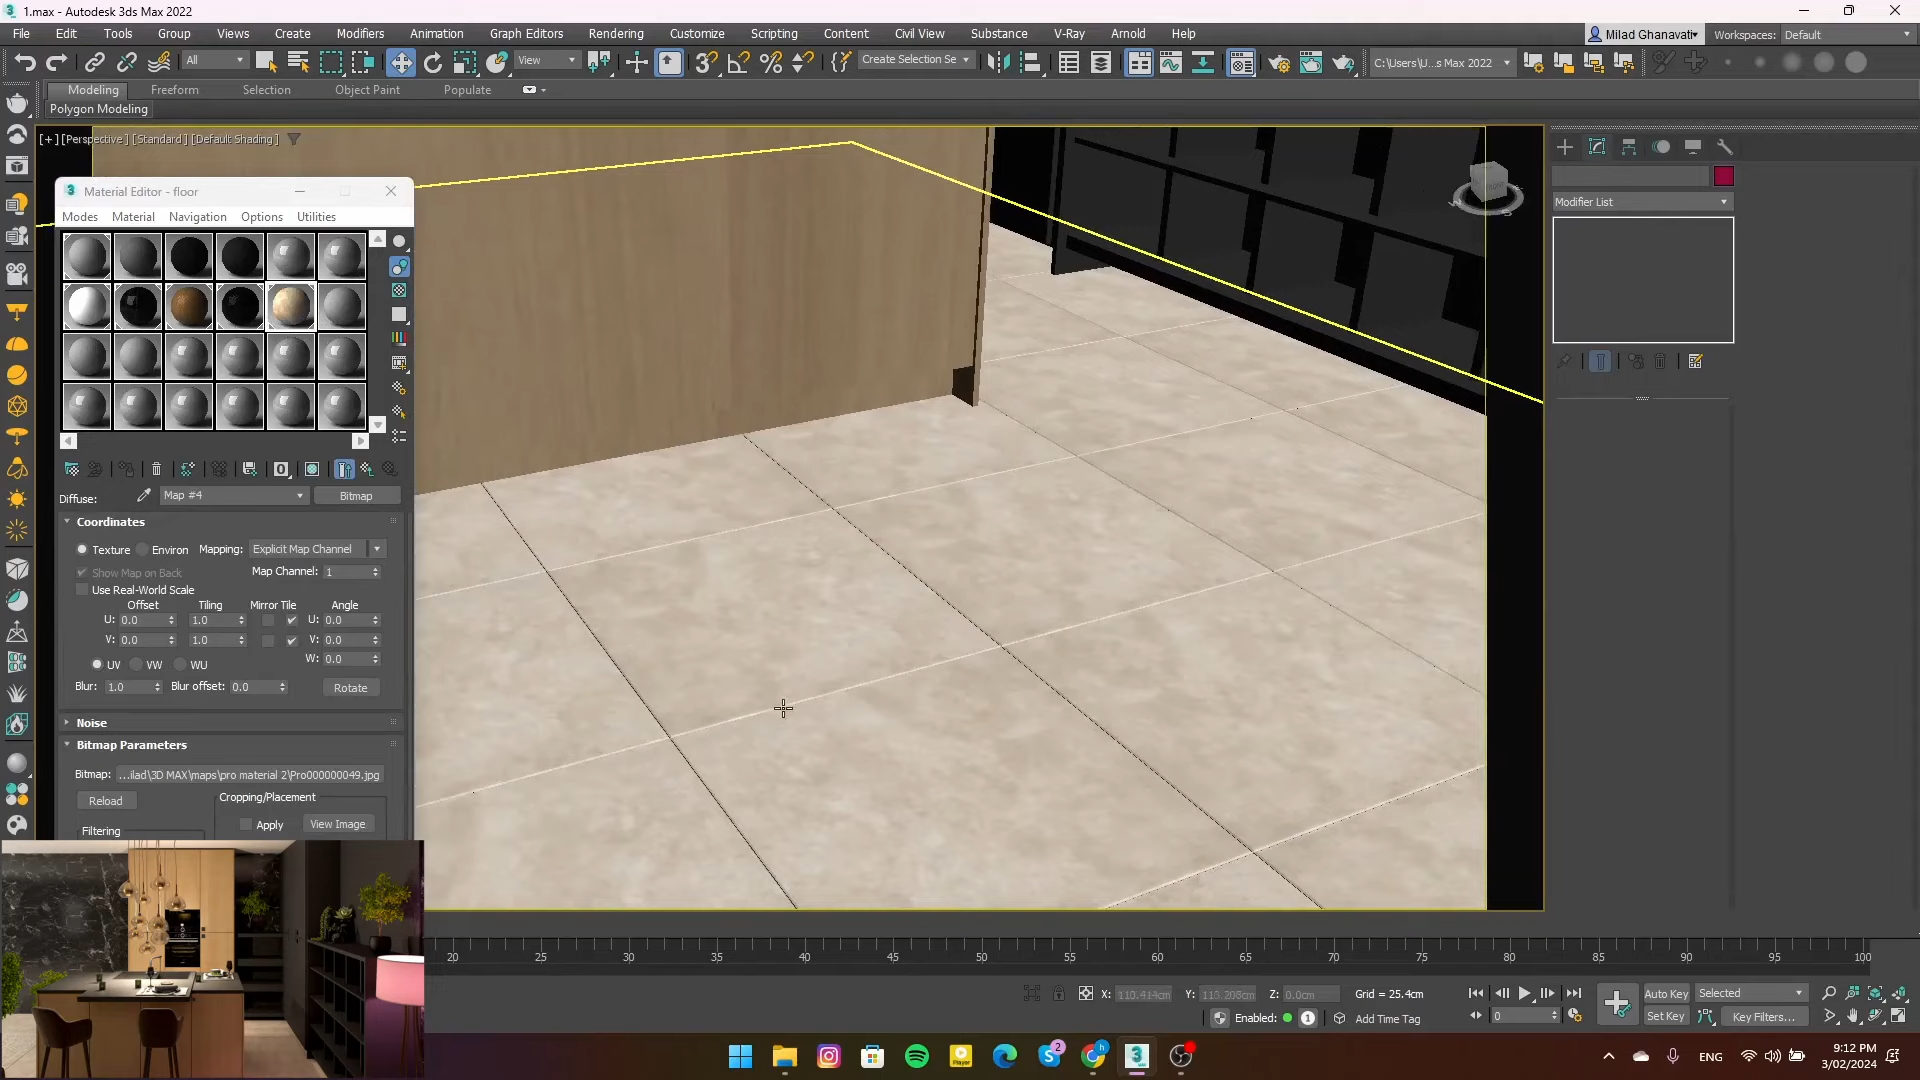 1.max - Autodesk 3ds Max 2022
File Edit Tools Group Views Create Modifiers Animation Graph Editors Rendering Customize Scripting Content Civil View Substance V-Ray Arnold Help
Milad Ghanavati
Workspaces: Default
All
View
Create Selection Se
C:\Users\U...s Max 2022
Modeling Freeform Selection Object Paint Populate
Polygon Modeling
[+] [Perspective] [Standard] [Default Shading]
Material Editor - floor
Modes Material Navigation Options Utilities
Modifier List
Diffuse: Map #4 Bitmap
Coordinates
Texture Environ Mapping: Explicit Map Channel
Show Map on Back Map Channel: 1
Use Real-World Scale
Offset Tiling Mirror Tile Angle
U: 0.0 1.0 U: 0.0
V: 0.0 1.0 V: 0.0
W: 0.0
UV VW WU
Blur: 1.0 Blur offset: 0.0 Rotate
Noise
Bitmap Parameters
Bitmap: ...ilad\3D MAX\maps\pro material 2\Pro000000049.jpg
Reload Cropping/Placement
Apply View Image
Filtering
20 25 30 35 40 45 50 55 60 65 70 75 80 85 90 95 100
X: 110.414cm Y: 113.208cm Z: 0.0cm Grid = 25.4cm
Auto Key Selected
Enabled: 1 Add Time Tag
0
Set Key Key Filters...
ENG
9:12 PM
3/02/2024